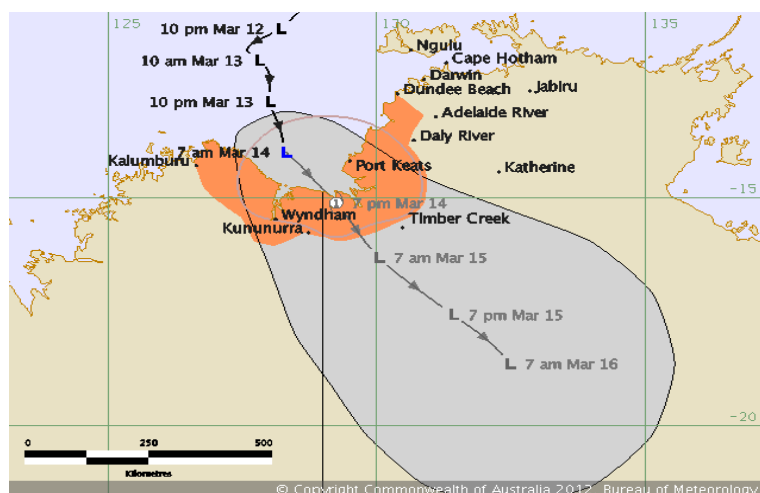 125
130
135
10 pm Mar 12 L
Ngulu
10 am Mar 13 L
Cape Hotham
Darwin
Dundee Beach
Jabiru
10 pm Mar 13 L
Adelaide River
Daly River
7 am Mar 14 L
Kalumburu
Port Keats
Katherine
-15
1 7 pm Mar 14
Wyndham
Timber Creek
Kununurra
L 7 am Mar 15
L 7 pm Mar 15
L 7 am Mar 16
-20
0 250 500
Kilometres
© Copyright Commonwealth of Australia 2012, Bureau of Meteorology